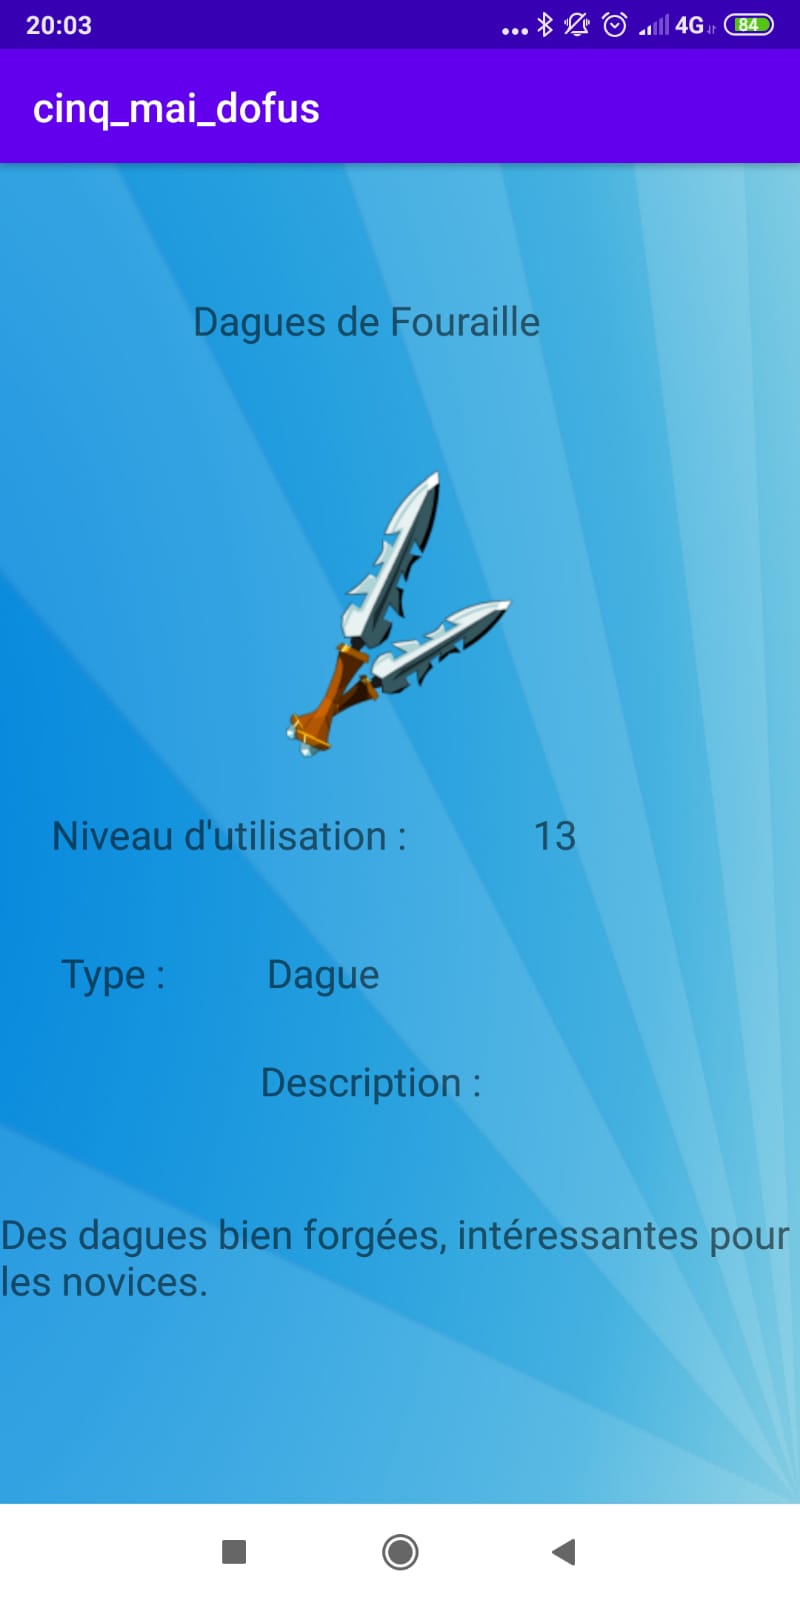 20:03
4G
84
cinq_mai_dofus
Dagues de Fouraille
Niveau d'utilisation : 13
Type : Dague
Description :
Des dagues bien forgées, intéressantes pour
les novices.